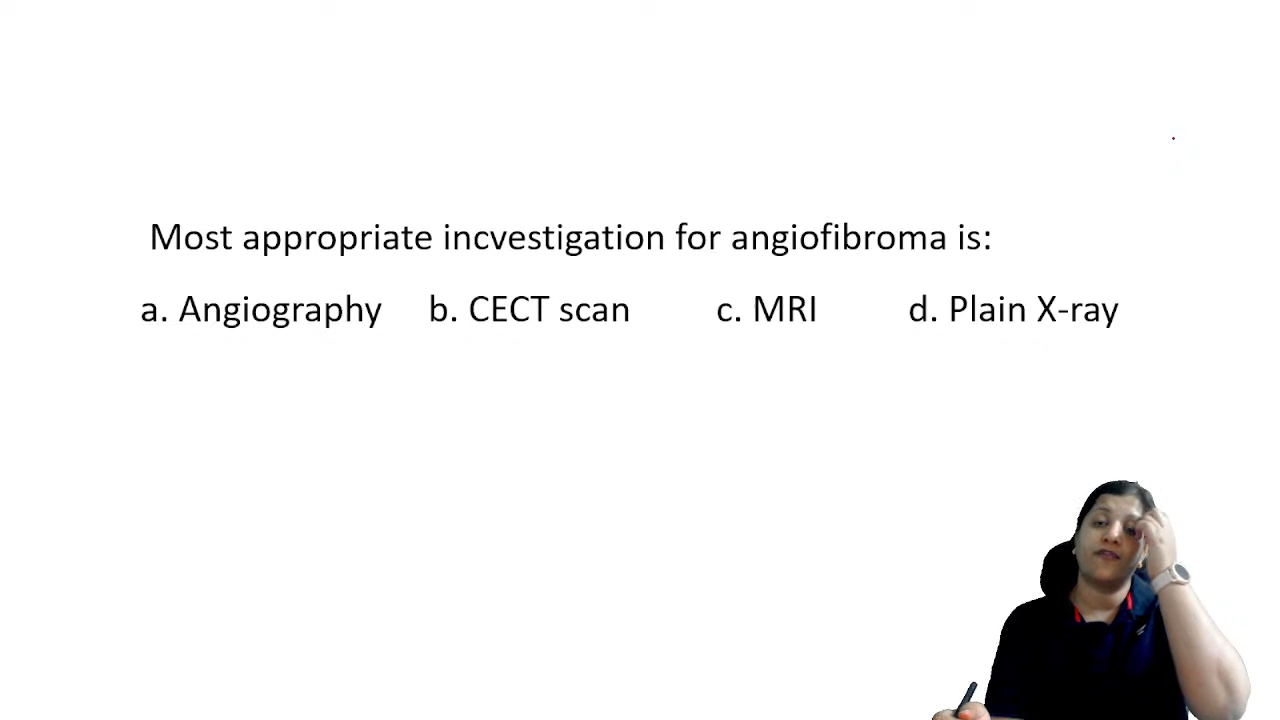 Most appropriate incvestigation for angiofibroma is:
a. Angiography b. CECT scan c. MRI d. Plain X-ray